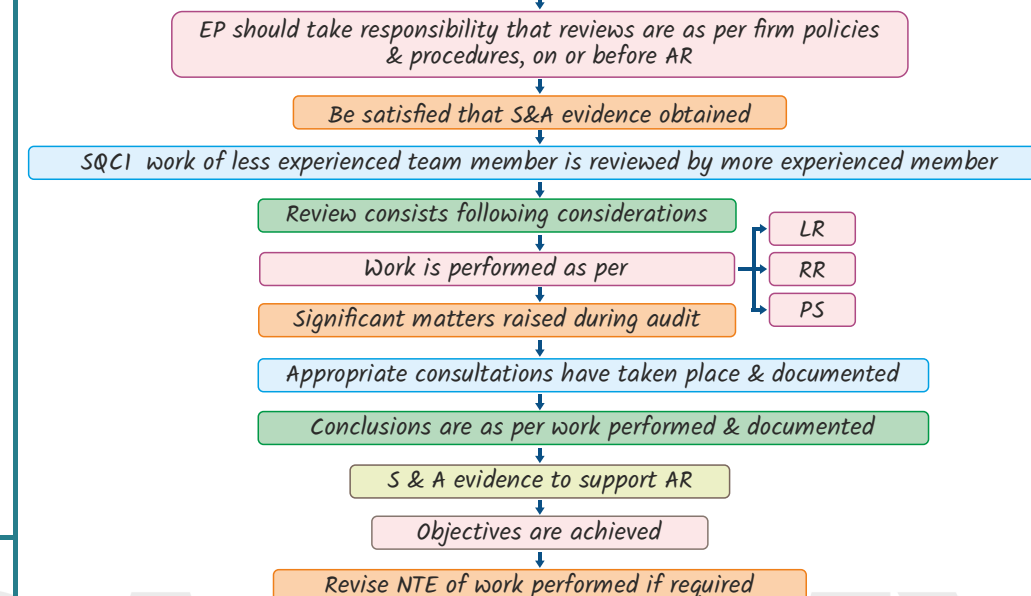 EP should take responsibility that reviews are as per firm policies
& procedures, on or before AR
Be satisfied that S&A evidence obtained
SQC1 work of less experienced team member is reviewed by more experienced member
Review consists following considerations
Work is performed as per
LR
RR
PS
Significant matters raised during audit
Appropriate consultations have taken place & documented
Conclusions are as per work performed & documented
S & A evidence to support AR
Objectives are achieved
Revise NTE of work performed if required